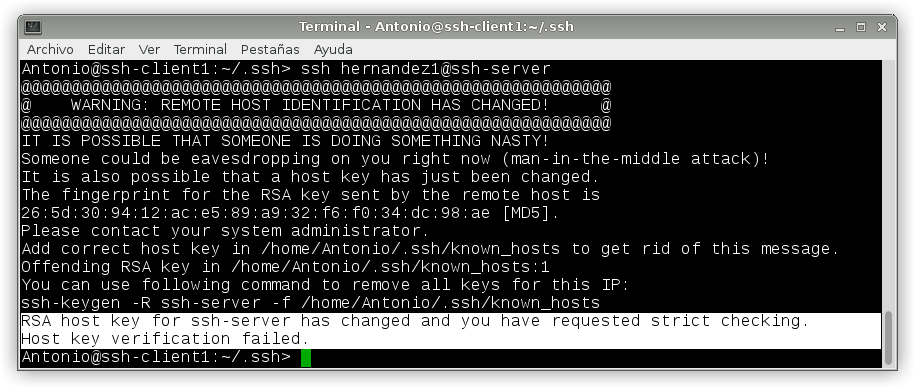 Terminal - Antonio@ssh-client1:~/.ssh
Archivo Editar Ver Terminal Pestañas Ayuda
Antonio@ssh-client1:~/.ssh> ssh hernandez1@ssh-server
@@@@@@@@@@@@@@@@@@@@@@@@@@@@@@@@@@@@@@@@@@@@@@@@@@@@@@@@@@@
@    WARNING: REMOTE HOST IDENTIFICATION HAS CHANGED!     @
@@@@@@@@@@@@@@@@@@@@@@@@@@@@@@@@@@@@@@@@@@@@@@@@@@@@@@@@@@@
IT IS POSSIBLE THAT SOMEONE IS DOING SOMETHING NASTY!
Someone could be eavesdropping on you right now (man-in-the-middle attack)!
It is also possible that a host key has just been changed.
The fingerprint for the RSA key sent by the remote host is
26:5d:30:94:12:ac:e5:89:a9:32:f6:f0:34:dc:98:ae [MD5].
Please contact your system administrator.
Add correct host key in /home/Antonio/.ssh/known_hosts to get rid of this message.
Offending RSA key in /home/Antonio/.ssh/known_hosts:1
You can use following command to remove all keys for this IP:
ssh-keygen -R ssh-server -f /home/Antonio/.ssh/known_hosts
RSA host key for ssh-server has changed and you have requested strict checking.
Host key verification failed.
Antonio@ssh-client1:~/.ssh>